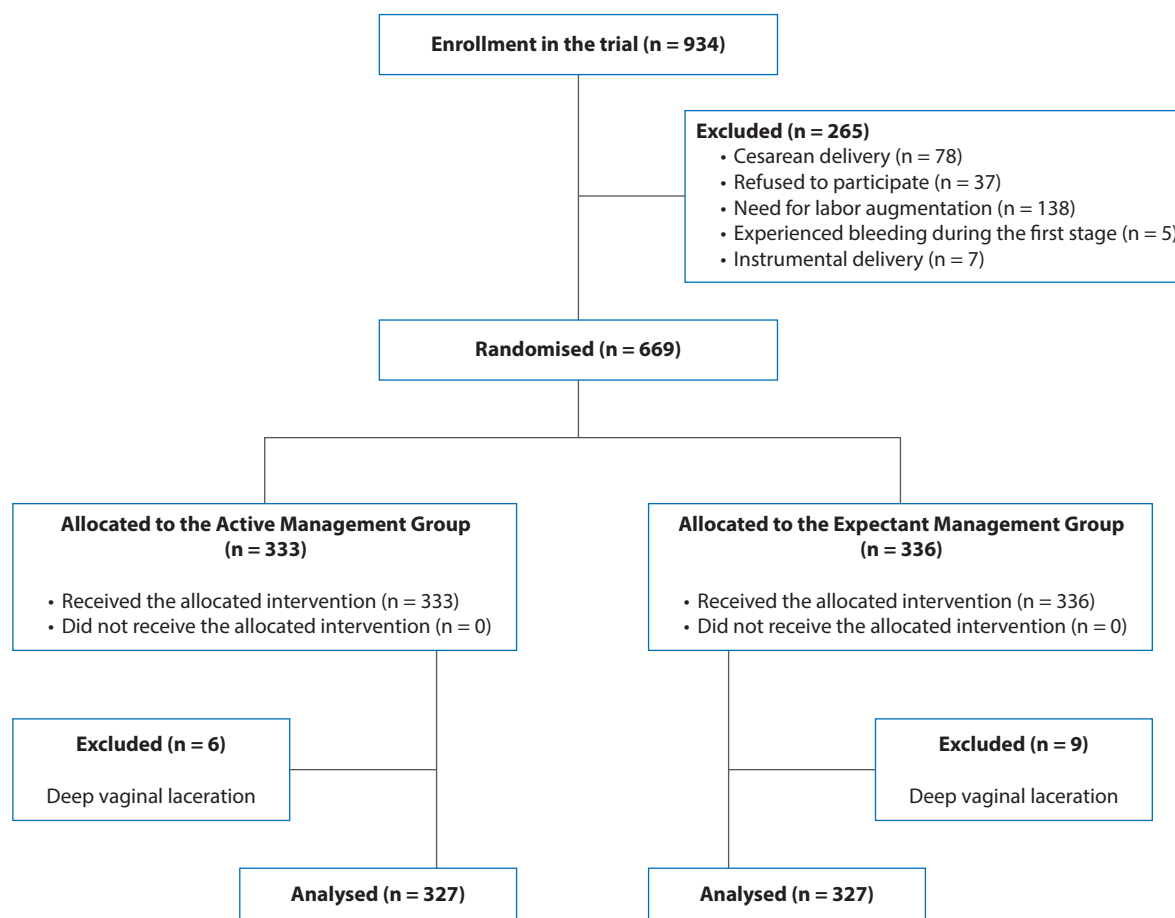 Enrollment in the trial (n = 934)
Excluded (n = 265)
• Cesarean delivery (n = 78)
• Refused to participate (n = 37)
• Need for labor augmentation (n = 138)
• Experienced bleeding during the first stage (n = 5)
• Instrumental delivery (n = 7)
Randomised (n = 669)
Allocated to the Active Management Group
(n = 333)
• Received the allocated intervention (n = 333)
• Did not receive the allocated intervention (n = 0)
Allocated to the Expectant Management Group
(n = 336)
• Received the allocated intervention (n = 336)
• Did not receive the allocated intervention (n = 0)
Excluded (n = 6)
Deep vaginal laceration
Excluded (n = 9)
Deep vaginal laceration
Analysed (n = 327)
Analysed (n = 327)